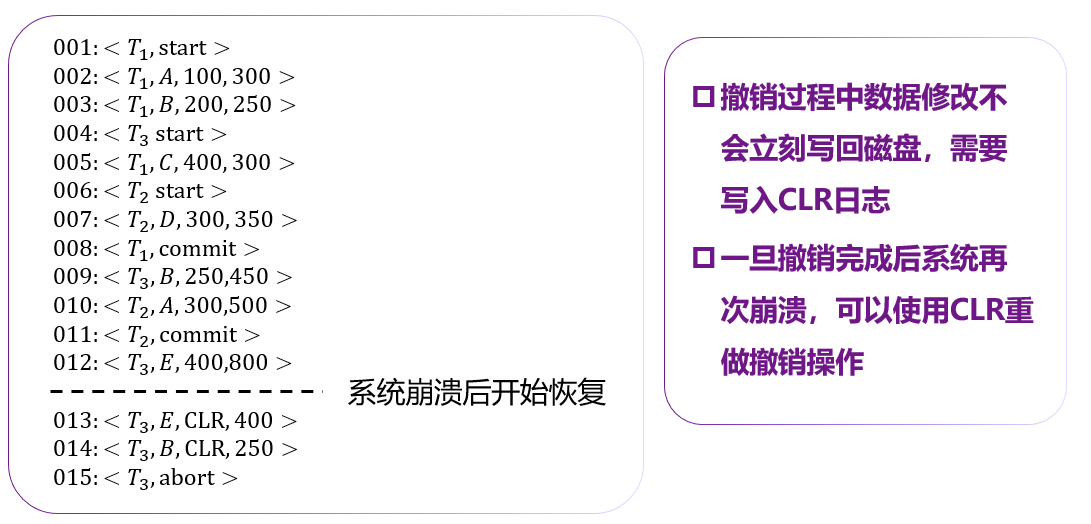 001:< T₁, start >
002:< T₁, A, 100, 300 >
003:< T₁, B, 200, 250 >
004:< T₃ start >
005:< T₁, C, 400, 300 >
006:< T₂ start >
007:< T₂, D, 300, 350 >
008:< T₁, commit >
009:< T₃, B, 250,450 >
010:< T₂, A, 300,500 >
011:< T₂, commit >
012:< T₃, E, 400,800 >
系统崩溃后开始恢复
013:< T₃, E, CLR, 400 >
014:< T₃, B, CLR, 250 >
015:< T₃, abort >
撤销过程中数据修改不
会立刻写回磁盘，需要
写入CLR日志
一旦撤销完成后系统再
次崩溃，可以使用CLR重
做撤销操作